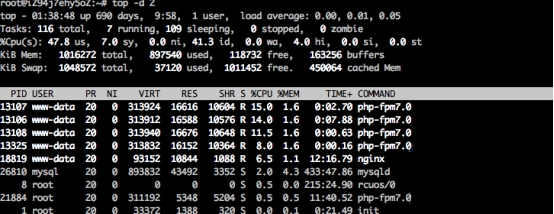 root@iZ94j7ehy5oZ:~# top -d 2
top - 01:38:48 up 690 days, 9:58, 1 user, load average: 0.00, 0.01, 0.05
Tasks: 116 total, 7 running, 109 sleeping, 0 stopped, 0 zombie
%Cpu(s): 47.8 us, 7.0 sy, 0.0 ni, 41.3 id, 0.0 wa, 4.0 hi, 0.0 si, 0.0 st
KiB Mem: 1016272 total, 897540 used, 118732 free, 163256 buffers
KiB Swap: 1048572 total, 37120 used, 1011452 free. 450064 cached Mem
PID USER PR NI VIRT RES SHR S %CPU %MEM TIME+ COMMAND
13107 www-data 20 0 313924 16616 10604 R 15.0 1.6 0:02.70 php-fpm7.0
13106 www-data 20 0 313912 16588 10576 R 14.0 1.6 0:07.88 php-fpm7.0
13108 www-data 20 0 313940 16676 10648 R 11.5 1.6 0:00.63 php-fpm7.0
13325 www-data 20 0 313832 16152 10364 R 8.0 1.6 0:00.16 php-fpm7.0
18819 www-data 20 0 93152 10844 1088 R 6.5 1.1 12:16.79 nginx
26810 mysql 20 0 893832 43492 3352 S 2.0 4.3 433:47.86 mysqld
8 root 20 0 0 0 0 S 0.5 0.0 215:24.90 rcuos/0
21884 root 20 0 311192 5348 5204 S 0.5 0.5 11:40.52 php-fpm7.0
1 root 20 0 33372 1388 320 S 0.0 0.1 0:21.49 init